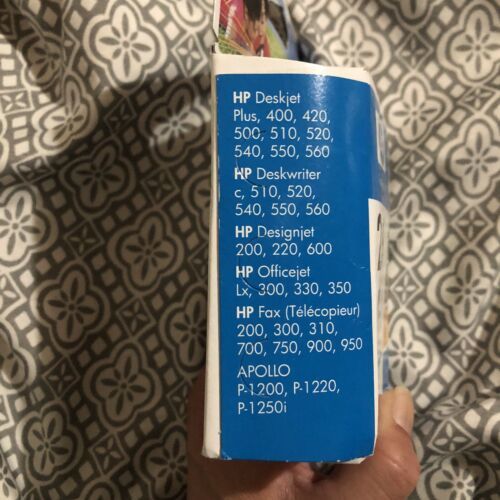 HP Deskjet
Plus, 400, 420,
500, 510, 520,
540, 550, 560
HP Deskwriter
c, 510, 520,
540, 550, 560
HP Designjet
200, 220, 600
HP Officejet
Lx, 300, 330, 350
HP Fax (Télécopieur)
200, 300, 310,
700, 750, 900, 950
APOLLO
P-1200, P-1220,
P-1250i